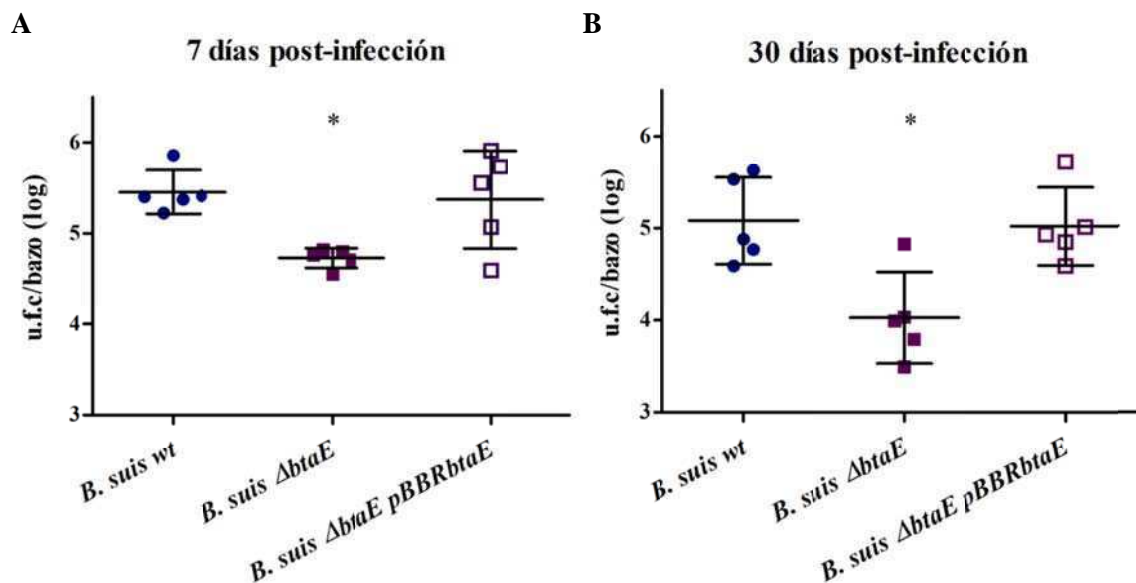 A
7 días post-infección
u.f.c/bazo (log)
6
5
4
3
*
B. suis wt
B. suis ΔbtaE
B. suis ΔbtaE pBBRbtaE
B
30 días post-infección
u.f.c/bazo (log)
6
5
4
3
*
B. suis wt
B. suis ΔbtaE
B. suis ΔbtaE pBBRbtaE